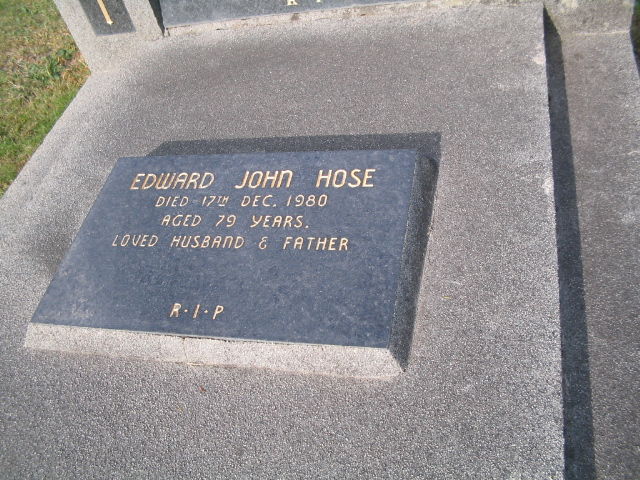 EDWARD JOHN HOSE
DIED 17TH DEC. 1980
AGED 79 YEARS.
LOVED HUSBAND & FATHER
R·I·P